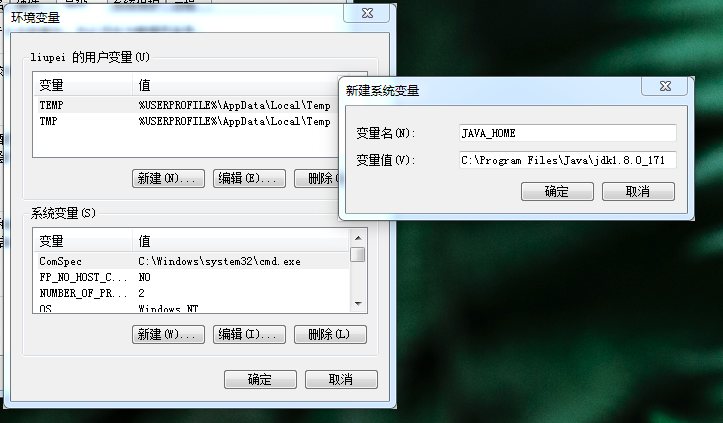 环境变量
liupei 的用户变量(U)
变量 值
TEMP %USERPROFILE%\AppData\Local\Temp
TMP %USERPROFILE%\AppData\Local\Temp
新建(N)... 编辑(E)... 删除(
系统变量(S)
变量 值
ComSpec C:\Windows\system32\cmd.exe
FP_NO_HOST_C... NO
NUMBER_OF_PR... 2
OS Windows_NT
新建(W)... 编辑(I)... 删除(L)
确定 取消
新建系统变量
变量名(N): JAVA_HOME
变量值(V): C:\Program Files\Java\jdk1.8.0_171
确定 取消